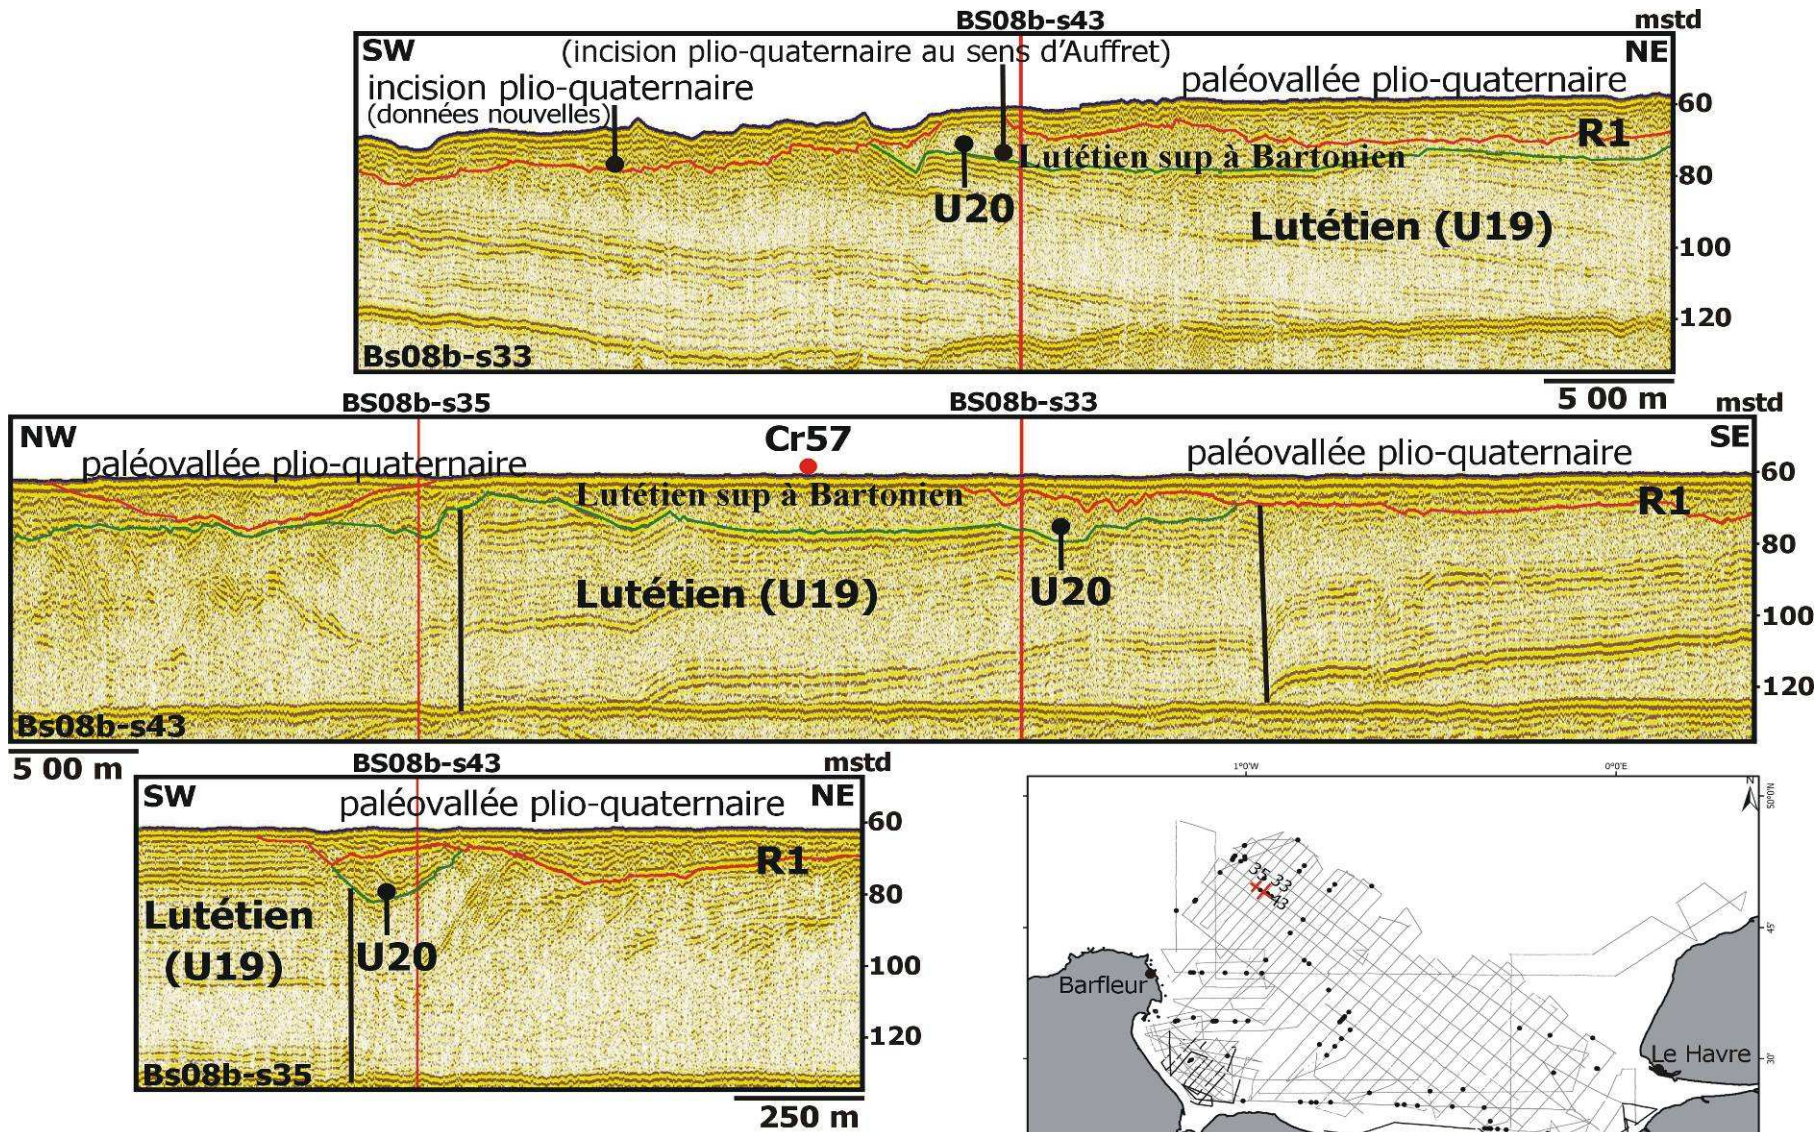 BS08b-s43
mstd
SW
(incision plio-quaternaire au sens d'Auffret)
NE
incision plio-quaternaire
(données nouvelles)
paléovallée plio-quaternaire
60
R1
Lutétien sup à Bartonien
80
U20
Lutétien (U19)
100
120
Bs08b-s33
5 00 m
BS08b-s35
BS08b-s33
mstd
NW
Cr57
SE
paléovallée plio-quaternaire
paléovallée plio-quaternaire
60
Lutétien sup à Bartonien
R1
80
Lutétien (U19)
U20
100
120
Bs08b-s43
5 00 m
BS08b-s43
mstd
SW
paléovallée plio-quaternaire
NE
60
R1
80
Lutétien
(U19)
U20
100
120
Bs08b-s35
250 m
1°0'W
0°0'E
N
50°0'N
35 33
43
45'
Barfleur
30'
Le Havre